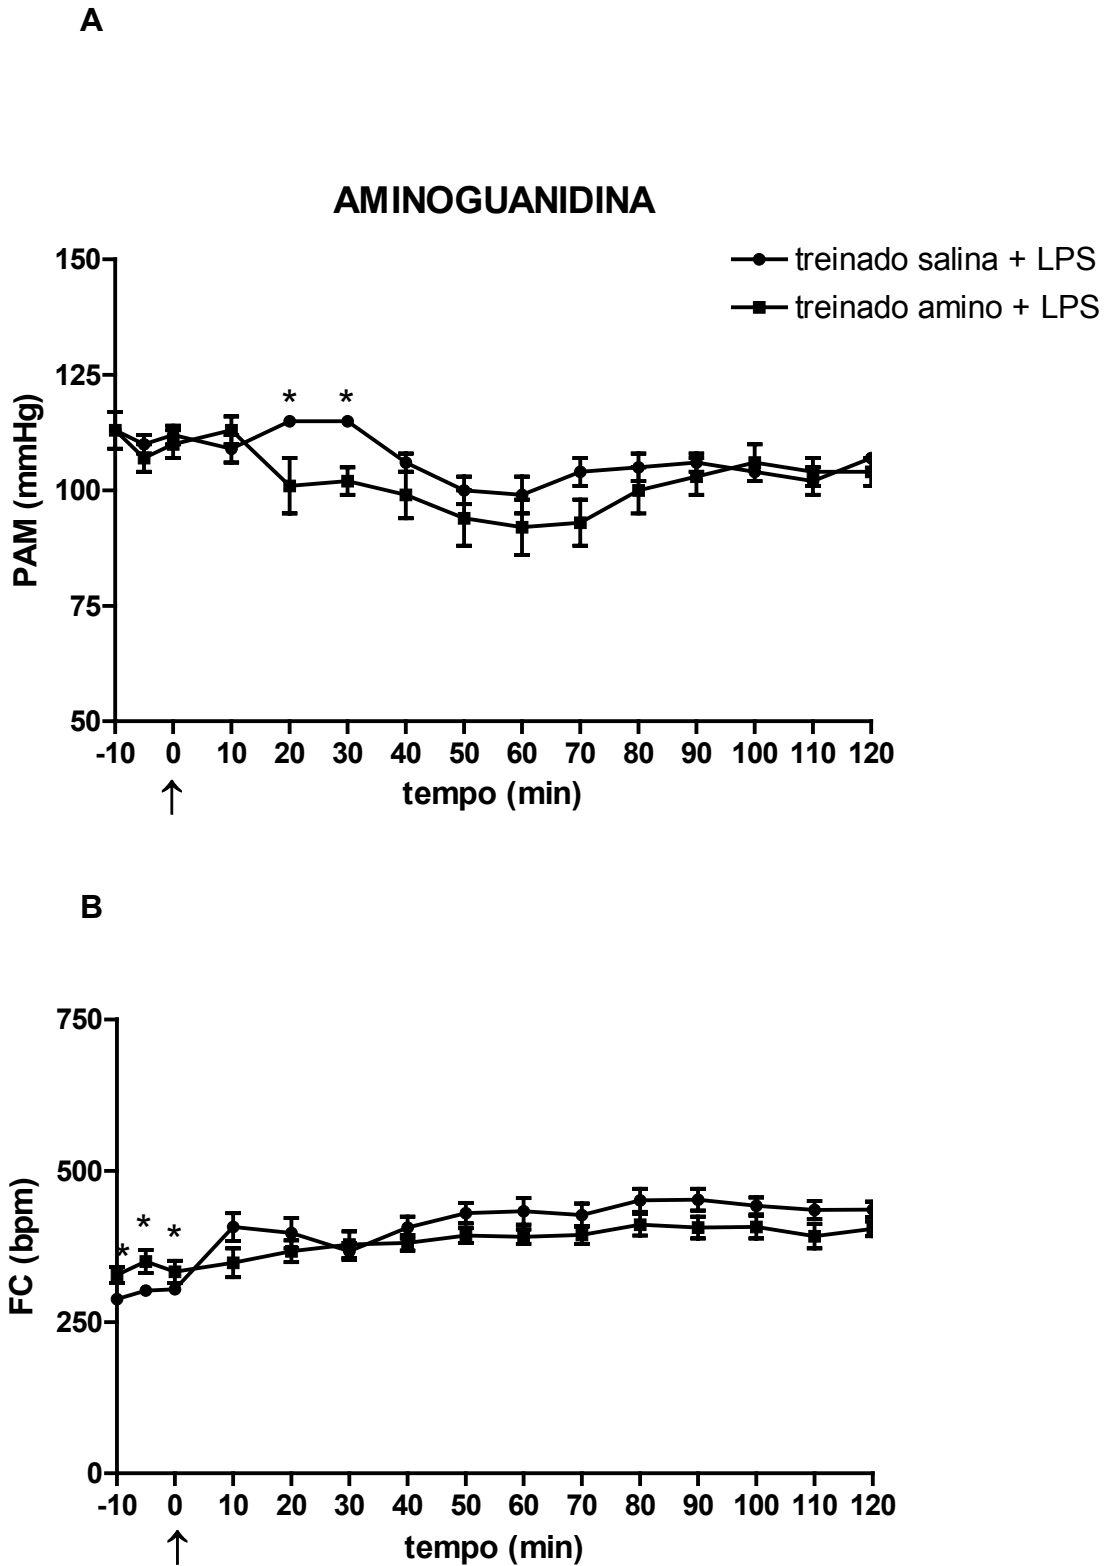 A
AMINOGUANIDINA
treinado salina + LPS
treinado amino + LPS
150
125
100
75
50
PAM (mmHg)
* *
-10 0 10 20 30 40 50 60 70 80 90 100 110 120
↑
tempo (min)
B
750
500
250
0
FC (bpm)
* * *
-10 0 10 20 30 40 50 60 70 80 90 100 110 120
↑
tempo (min)